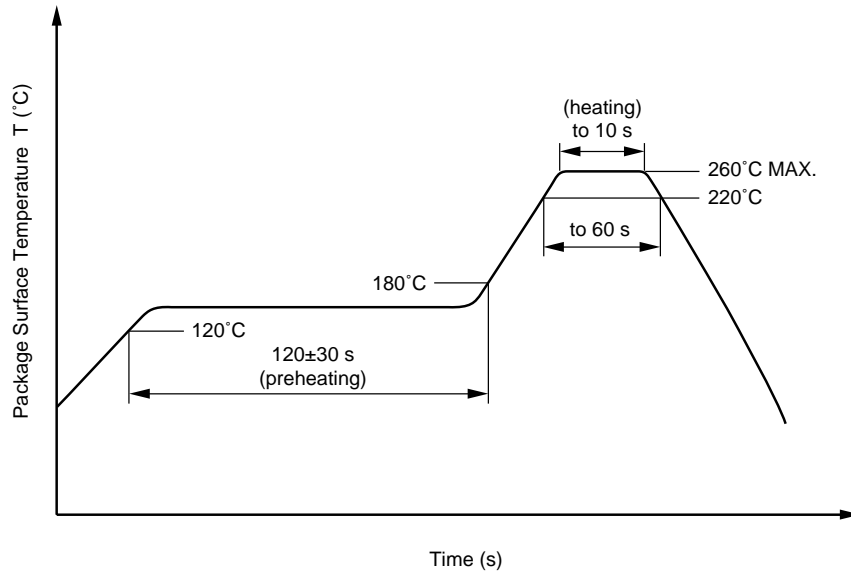 Package Surface Temperature T (˚C)
(heating)
to 10 s
260˚C MAX.
220˚C
to 60 s
180˚C
120˚C
120±30 s
(preheating)
Time (s)